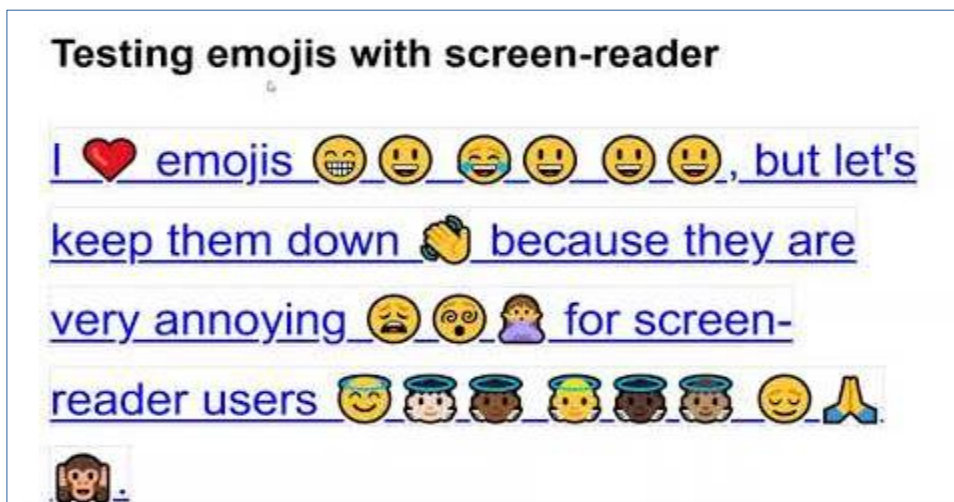 Testing emojis with screen-reader
I ❤️ emojis 😁😃 😂😃 😃😃, but let's
keep them down 👏 because they are
very annoying 😩😵‍💫🙍 for screen-
reader users 😇👼🏻👼🏾 👼👼🏿👼🏽 😔🙏
🙉.